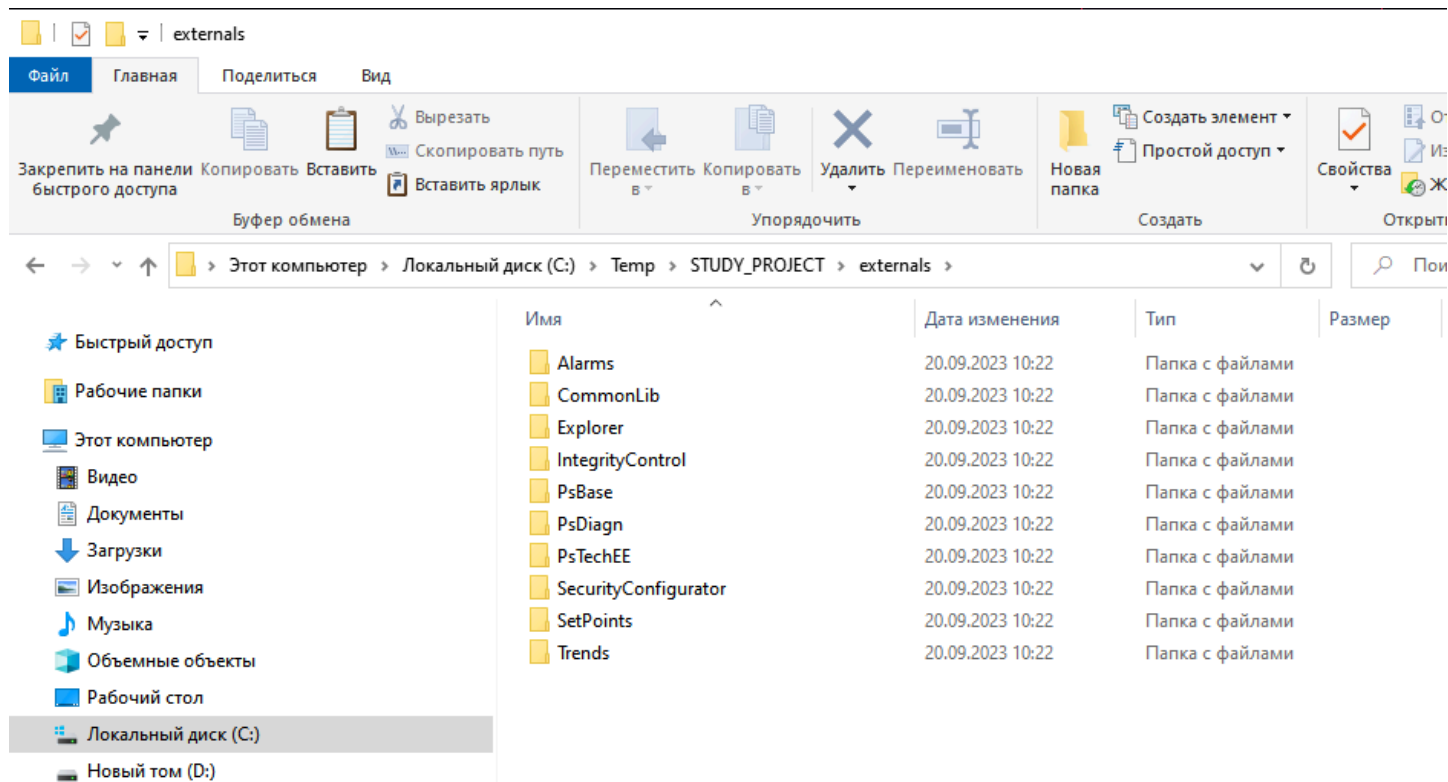 externals
Файл Главная Поделиться Вид
Закрепить на панели быстрого доступа
Копировать
Вставить
Вырезать
Скопировать путь
Вставить ярлык
Буфер обмена
Переместить в
Копировать в
Удалить
Переименовать
Упорядочить
Новая папка
Создать элемент
Простой доступ
Создать
Свойства
Этот компьютер > Локальный диск (C:) > Temp > STUDY_PROJECT > externals >
Быстрый доступ
Рабочие папки
Этот компьютер
Видео
Документы
Загрузки
Изображения
Музыка
Объемные объекты
Рабочий стол
Локальный диск (C:)
Новый том (D:)
Имя Дата изменения Тип Размер
Alarms 20.09.2023 10:22 Папка с файлами
CommonLib 20.09.2023 10:22 Папка с файлами
Explorer 20.09.2023 10:22 Папка с файлами
IntegrityControl 20.09.2023 10:22 Папка с файлами
PsBase 20.09.2023 10:22 Папка с файлами
PsDiagn 20.09.2023 10:22 Папка с файлами
PsTechEE 20.09.2023 10:22 Папка с файлами
SecurityConfigurator 20.09.2023 10:22 Папка с файлами
SetPoints 20.09.2023 10:22 Папка с файлами
Trends 20.09.2023 10:22 Папка с файлами